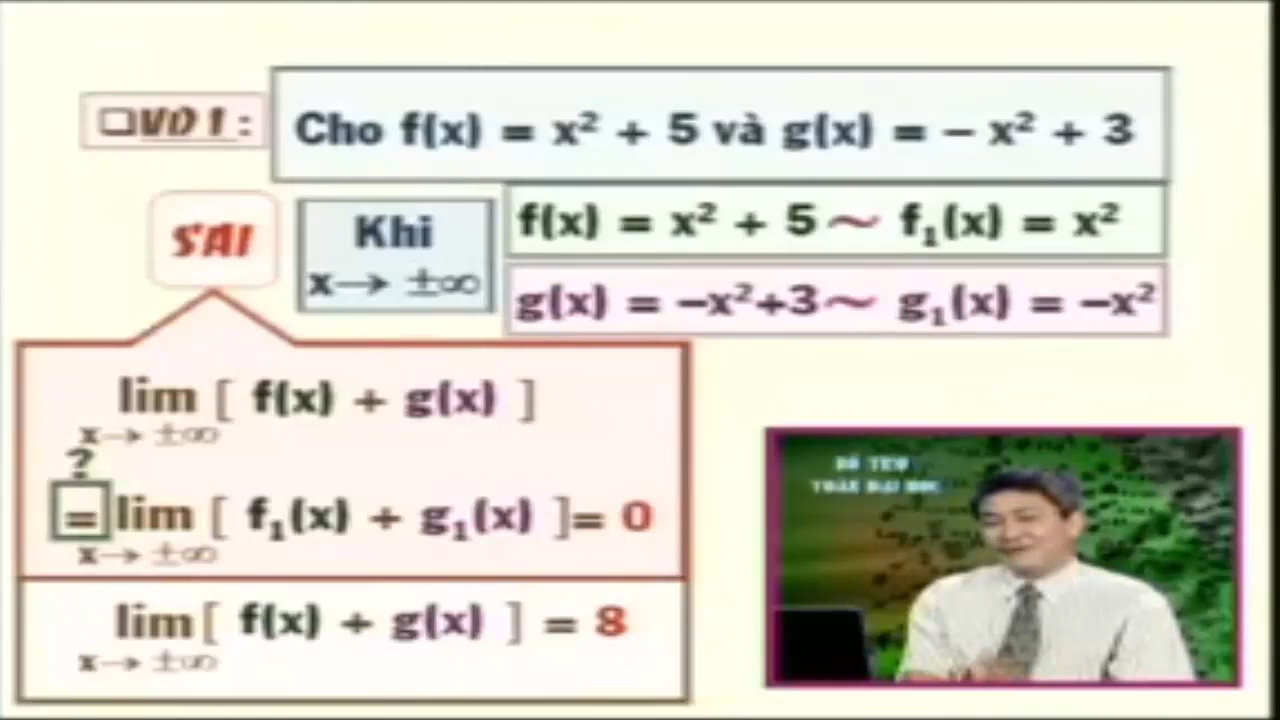 ❑VD 1 :
Cho f(x) = x² + 5 và g(x) = – x² + 3
SAI
Khi
x→ ±∞
f(x) = x² + 5 ~ f₁(x) = x²
g(x) = –x²+3 ~ g₁(x) = –x²
lim [ f(x) + g(x) ]
x→ ±∞
?
= lim [ f₁(x) + g₁(x) ]= 0
x→ ±∞
lim [ f(x) + g(x) ] = 8
x→ ±∞